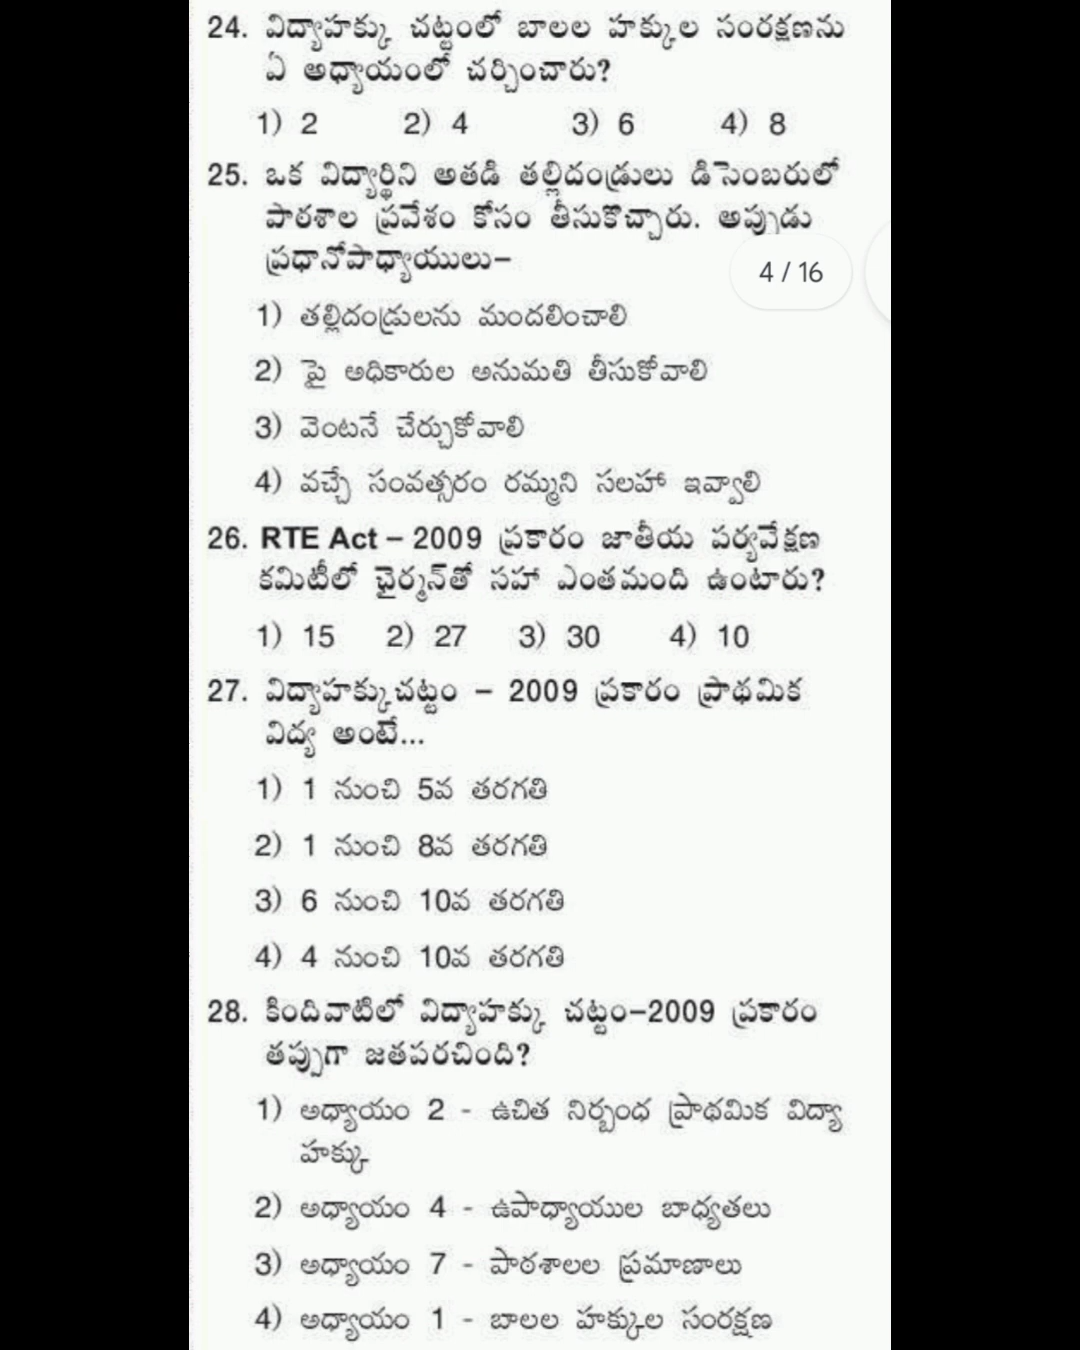 24. విద్యాహక్కు చట్టంలో బాలల హక్కుల సంరక్షణను
ఏ అధ్యాయంలో చర్చించారు?
1) 2 2) 4 3) 6 4) 8
25. ఒక విద్యార్థిని అతడి తల్లిదండ్రులు డిసెంబరులో
పాఠశాల ప్రవేశం కోసం తీసుకొచ్చారు. అప్పుడు
ప్రధానోపాధ్యాయులు–
4 / 16
1) తల్లిదండ్రులను మందలించాలి
2) పై అధికారుల అనుమతి తీసుకోవాలి
3) వెంటనే చేర్చుకోవాలి
4) వచ్చే సంవత్సరం రమ్మని సలహా ఇవ్వాలి
26. RTE Act – 2009 ప్రకారం జాతీయ పర్యవేక్షణ
కమిటీలో ఛైర్మన్‌తో సహా ఎంతమంది ఉంటారు?
1) 15 2) 27 3) 30 4) 10
27. విద్యాహక్కుచట్టం – 2009 ప్రకారం ప్రాథమిక
విద్య అంటే...
1) 1 నుంచి 5వ తరగతి
2) 1 నుంచి 8వ తరగతి
3) 6 నుంచి 10వ తరగతి
4) 4 నుంచి 10వ తరగతి
28. కిందివాటిలో విద్యాహక్కు చట్టం–2009 ప్రకారం
తప్పుగా జతపరచింది?
1) అధ్యాయం 2 - ఉచిత నిర్బంధ ప్రాథమిక విద్యా
హక్కు
2) అధ్యాయం 4 - ఉపాధ్యాయుల బాధ్యతలు
3) అధ్యాయం 7 - పాఠశాలల ప్రమాణాలు
4) అధ్యాయం 1 - బాలల హక్కుల సంరక్షణ